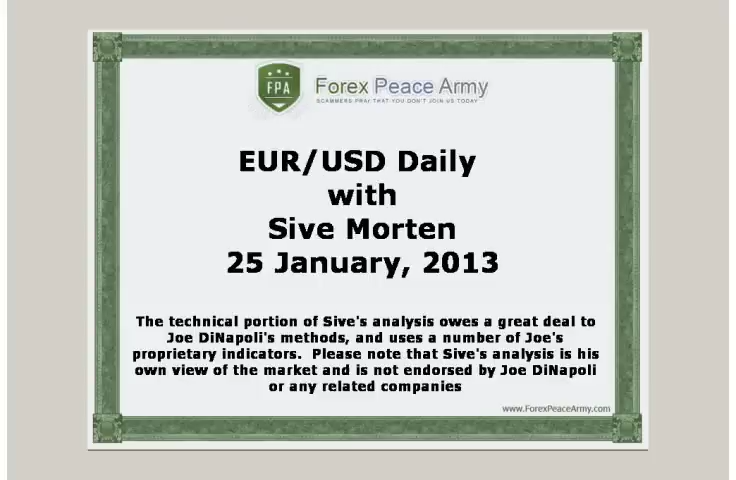 FPA
Forex Peace Army
SCAMMERS PRAY THAT YOU DON'T JOIN US TODAY
EUR/USD Daily
with
Sive Morten
25 January, 2013
The technical portion of Sive's analysis owes a great deal to
Joe DiNapoli's methods, and uses a number of Joe's
proprietary indicators.  Please note that Sive's analysis is his
own view of the market and is not endorsed by Joe DiNapoli
or any related companies
www.ForexPeaceArmy.com